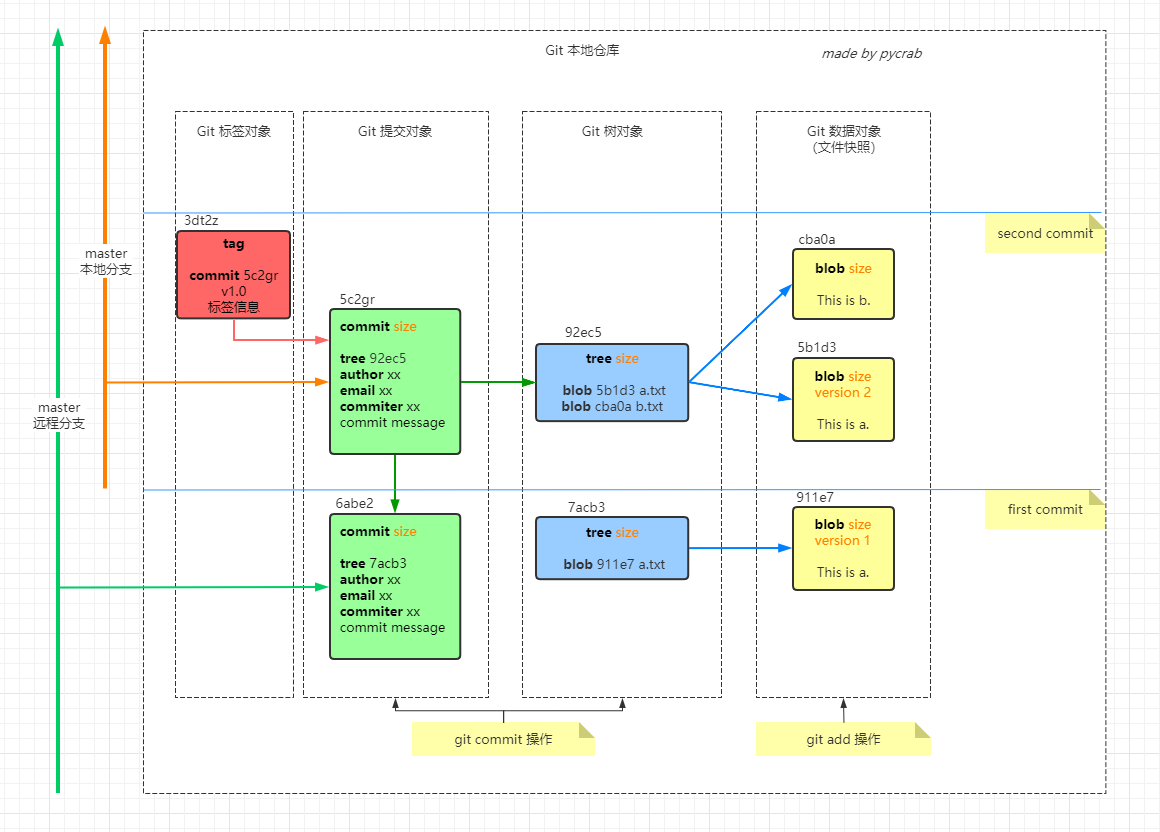 Git 本地仓库
made by pycrab
Git 标签对象
Git 提交对象
Git 树对象
Git 数据对象
(文件快照)
second commit
master
本地分支
master
远程分支
3dt2z
tag
commit 5c2gr
v1.0
标签信息
5c2gr
commit size
tree 92ec5
author xx
email xx
commiter xx
commit message
92ec5
tree size
blob 5b1d3 a.txt
blob cba0a b.txt
cba0a
blob size
This is b.
5b1d3
blob size
version 2
This is a.
first commit
6abe2
commit size
tree 7acb3
author xx
email xx
commiter xx
commit message
7acb3
tree size
blob 911e7 a.txt
911e7
blob size
version 1
This is a.
git commit 操作
git add 操作